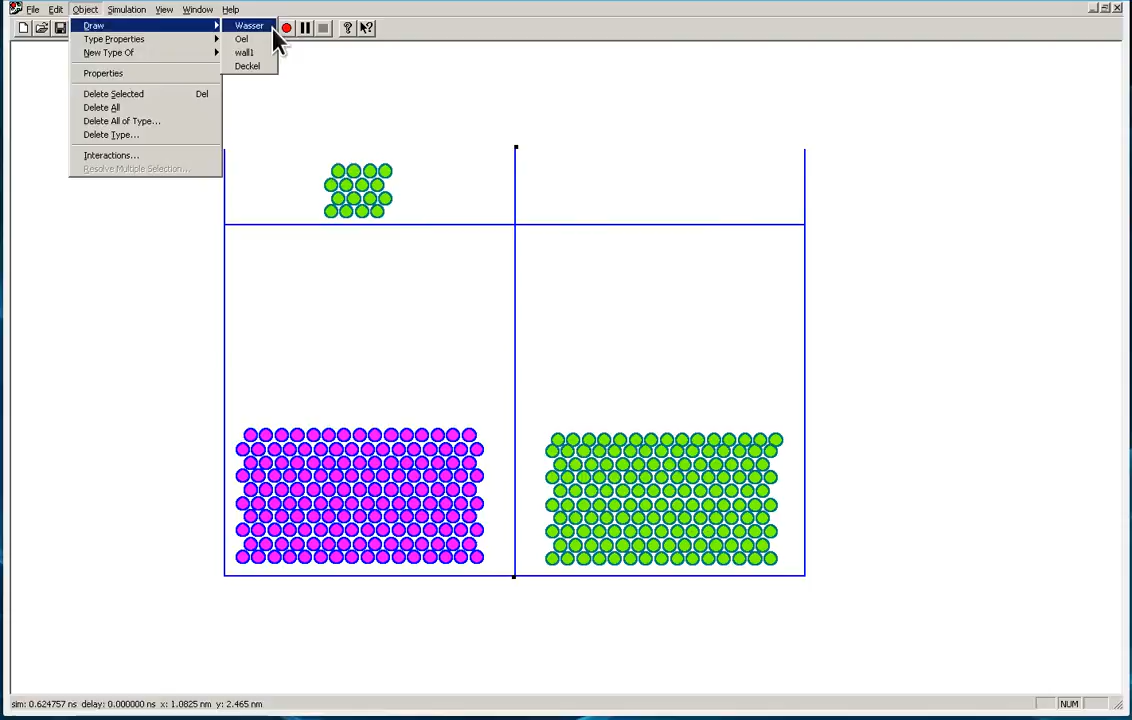 File Edit Object Simulation View Window Help
Draw
Type Properties
New Type Of
Properties
Delete Selected Del
Delete All
Delete All of Type...
Delete Type...
Interactions...
Resolve Multiple Selection...
Wasser
Oel
wall1
Deckel
sim: 0.624757 ns delay: 0.000000 ns x: 1.0825 nm y: 2.465 nm
NUM